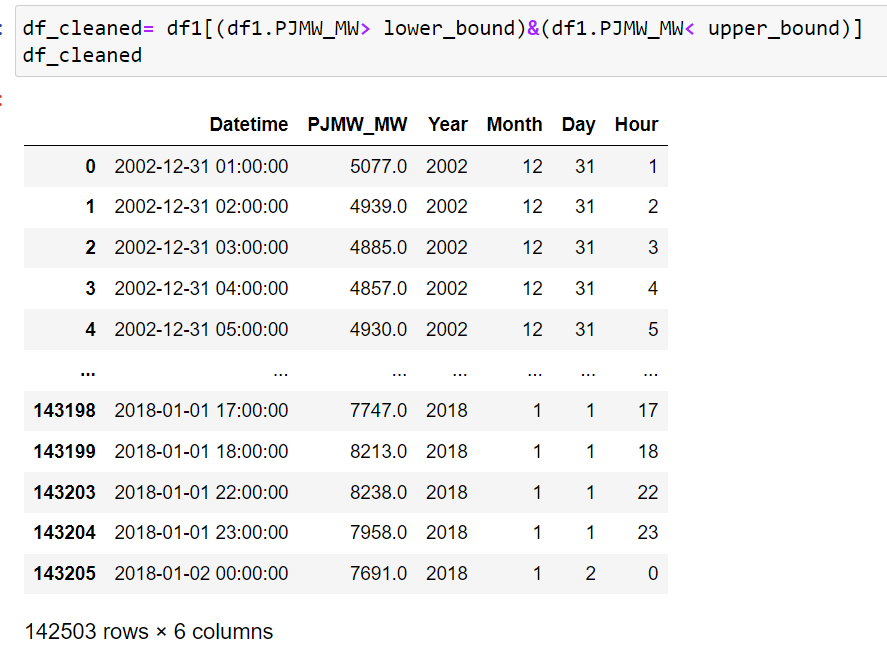 df_cleaned= df1[(df1.PJMW_MW> lower_bound)&(df1.PJMW_MW< upper_bound)]
df_cleaned
Datetime PJMW_MW Year Month Day Hour
0 2002-12-31 01:00:00 5077.0 2002 12 31 1
1 2002-12-31 02:00:00 4939.0 2002 12 31 2
2 2002-12-31 03:00:00 4885.0 2002 12 31 3
3 2002-12-31 04:00:00 4857.0 2002 12 31 4
4 2002-12-31 05:00:00 4930.0 2002 12 31 5
... ... ... ... ... ... ...
143198 2018-01-01 17:00:00 7747.0 2018 1 1 17
143199 2018-01-01 18:00:00 8213.0 2018 1 1 18
143203 2018-01-01 22:00:00 8238.0 2018 1 1 22
143204 2018-01-01 23:00:00 7958.0 2018 1 1 23
143205 2018-01-02 00:00:00 7691.0 2018 1 2 0
142503 rows × 6 columns